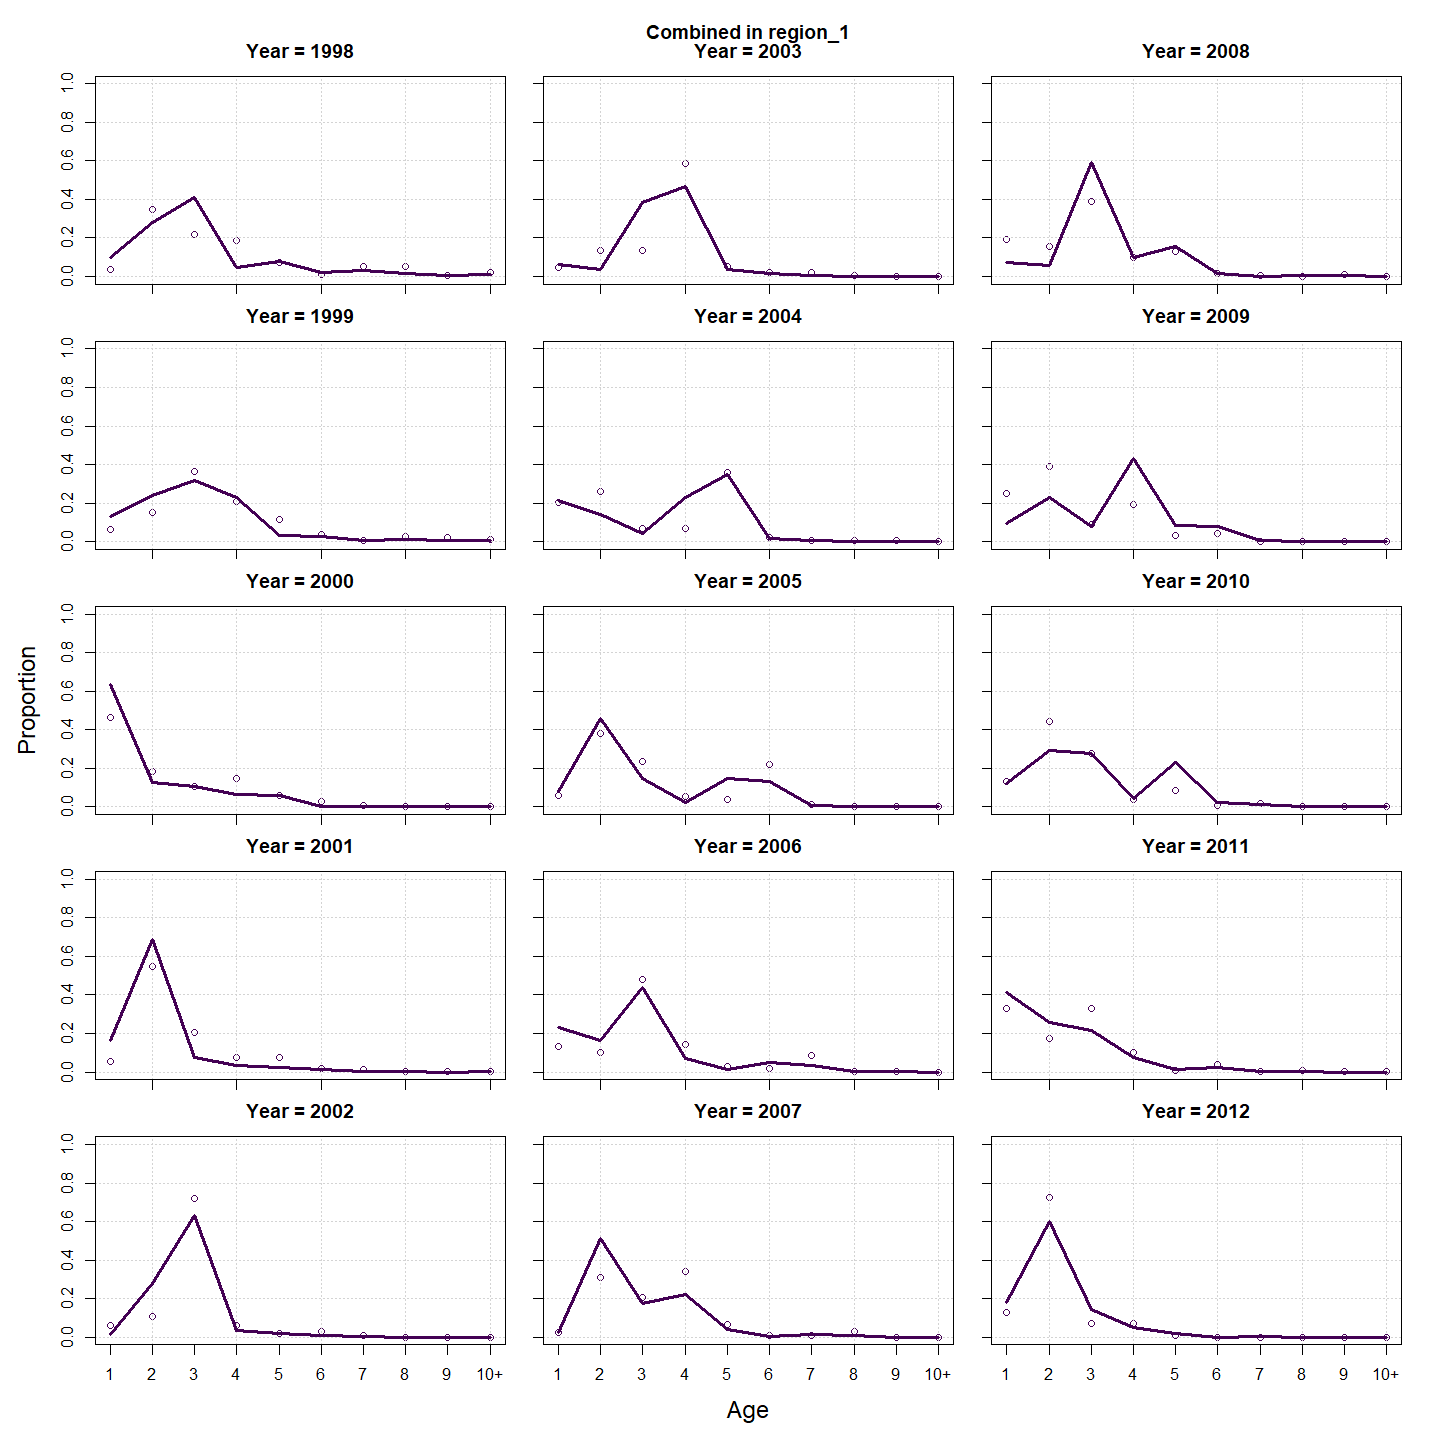 Combined in region_1
Year = 1998 Year = 2003 Year = 2008
0.0 0.2 0.4 0.6 0.8 1.0
Year = 1999 Year = 2004 Year = 2009
0.0 0.2 0.4 0.6 0.8 1.0
Year = 2000 Year = 2005 Year = 2010
0.0 0.2 0.4 0.6 0.8 1.0
Proportion
Year = 2001 Year = 2006 Year = 2011
0.0 0.2 0.4 0.6 0.8 1.0
Year = 2002 Year = 2007 Year = 2012
0.0 0.2 0.4 0.6 0.8 1.0
1 2 3 4 5 6 7 8 9 10+ 1 2 3 4 5 6 7 8 9 10+ 1 2 3 4 5 6 7 8 9 10+
Age